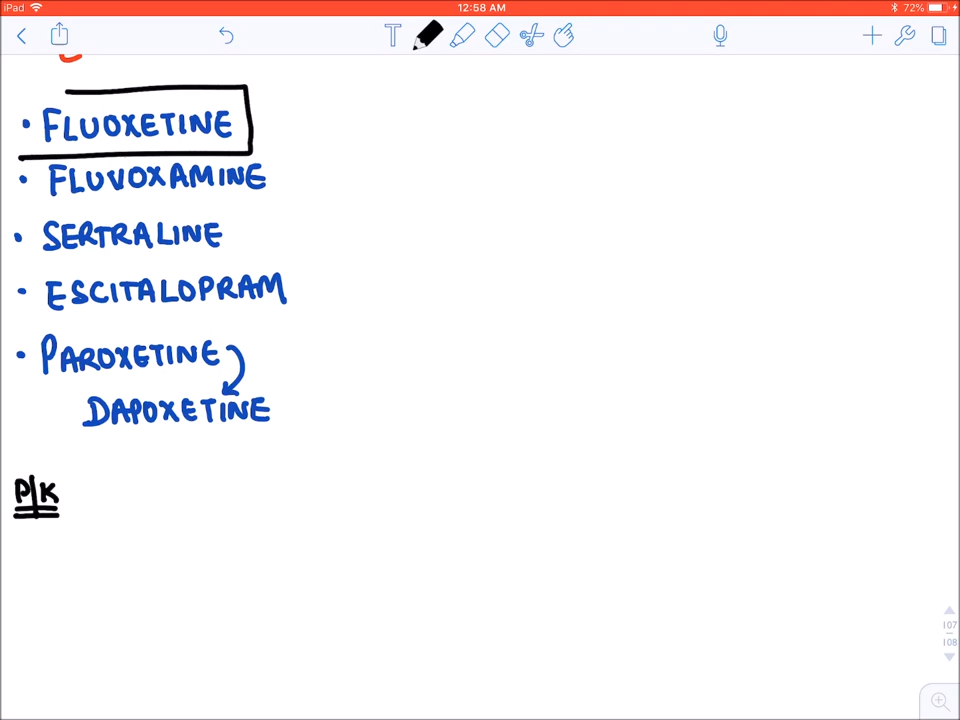 iPad 12:58 AM 72%
T
• FLUOXETINE
• FLUVOXAMINE
• SERTRALINE
• ESCITALOPRAM
• PAROXETINE
DAPOXETINE
P|K
107
108